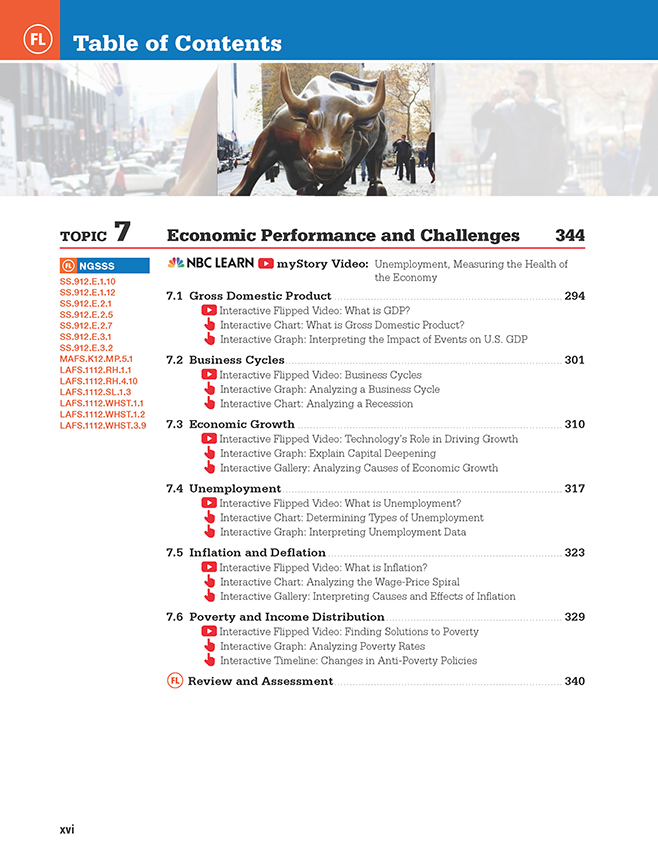 FL Table of Contents
TOPIC 7 Economic Performance and Challenges 344
FL NGSSS
SS.912.E.1.10
SS.912.E.1.12
SS.912.E.2.1
SS.912.E.2.5
SS.912.E.2.7
SS.912.E.3.1
SS.912.E.3.2
MAFS.K12.MP.5.1
LAFS.1112.RH.1.1
LAFS.1112.RH.4.10
LAFS.1112.SL.1.3
LAFS.1112.WHST.1.1
LAFS.1112.WHST.1.2
LAFS.1112.WHST.3.9
NBC LEARN myStory Video: Unemployment, Measuring the Health of
the Economy
7.1 Gross Domestic Product 294
Interactive Flipped Video: What is GDP?
Interactive Chart: What is Gross Domestic Product?
Interactive Graph: Interpreting the Impact of Events on U.S. GDP
7.2 Business Cycles 301
Interactive Flipped Video: Business Cycles
Interactive Graph: Analyzing a Business Cycle
Interactive Chart: Analyzing a Recession
7.3 Economic Growth 310
Interactive Flipped Video: Technology's Role in Driving Growth
Interactive Graph: Explain Capital Deepening
Interactive Gallery: Analyzing Causes of Economic Growth
7.4 Unemployment 317
Interactive Flipped Video: What is Unemployment?
Interactive Chart: Determining Types of Unemployment
Interactive Graph: Interpreting Unemployment Data
7.5 Inflation and Deflation 323
Interactive Flipped Video: What is Inflation?
Interactive Chart: Analyzing the Wage-Price Spiral
Interactive Gallery: Interpreting Causes and Effects of Inflation
7.6 Poverty and Income Distribution 329
Interactive Flipped Video: Finding Solutions to Poverty
Interactive Graph: Analyzing Poverty Rates
Interactive Timeline: Changes in Anti-Poverty Policies
FL Review and Assessment 340
xvi